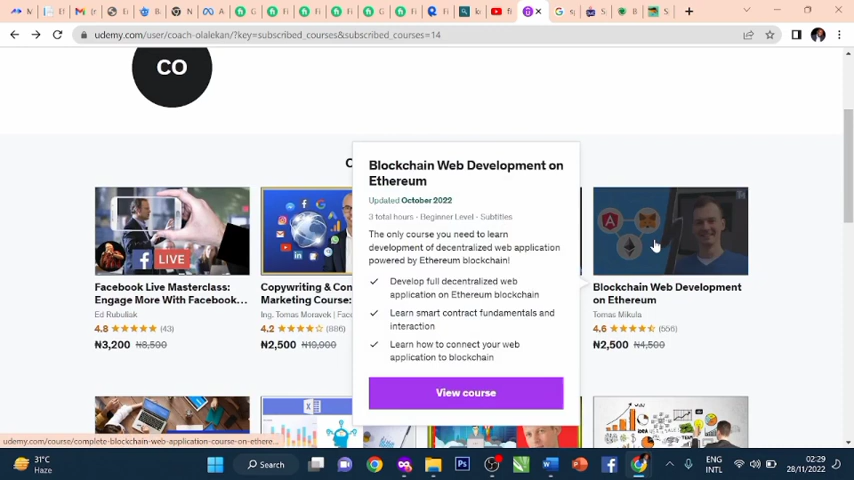 udemy.com/user/coach-olalekan/?key=subscribed_courses&subscribed_courses=14
CO
Blockchain Web Development on
Ethereum
Updated October 2022
3 total hours · Beginner Level · Subtitles
The only course you need to learn
development of decentralized web application
powered by Ethereum blockchain!
Develop full decentralized web
application on Ethereum blockchain
Learn smart contract fundamentals and
interaction
Learn how to connect your web
application to blockchain
View course
LIVE
Facebook Live Masterclass:
Engage More With Facebook...
Ed Rubuliak
4.8 (43)
₦3,200 ₦8,500
Copywriting & Con
Marketing Course:
Ing. Tomas Moravek | Face
4.2 (886)
₦2,500 ₦19,900
Blockchain Web Development
on Ethereum
Tomas Mikula
4.6 (556)
₦2,500 ₦4,500
udemy.com/course/complete-blockchain-web-application-course-on-ethere...
31°C
Haze
Search
ENG
INTL
02:29
28/11/2022